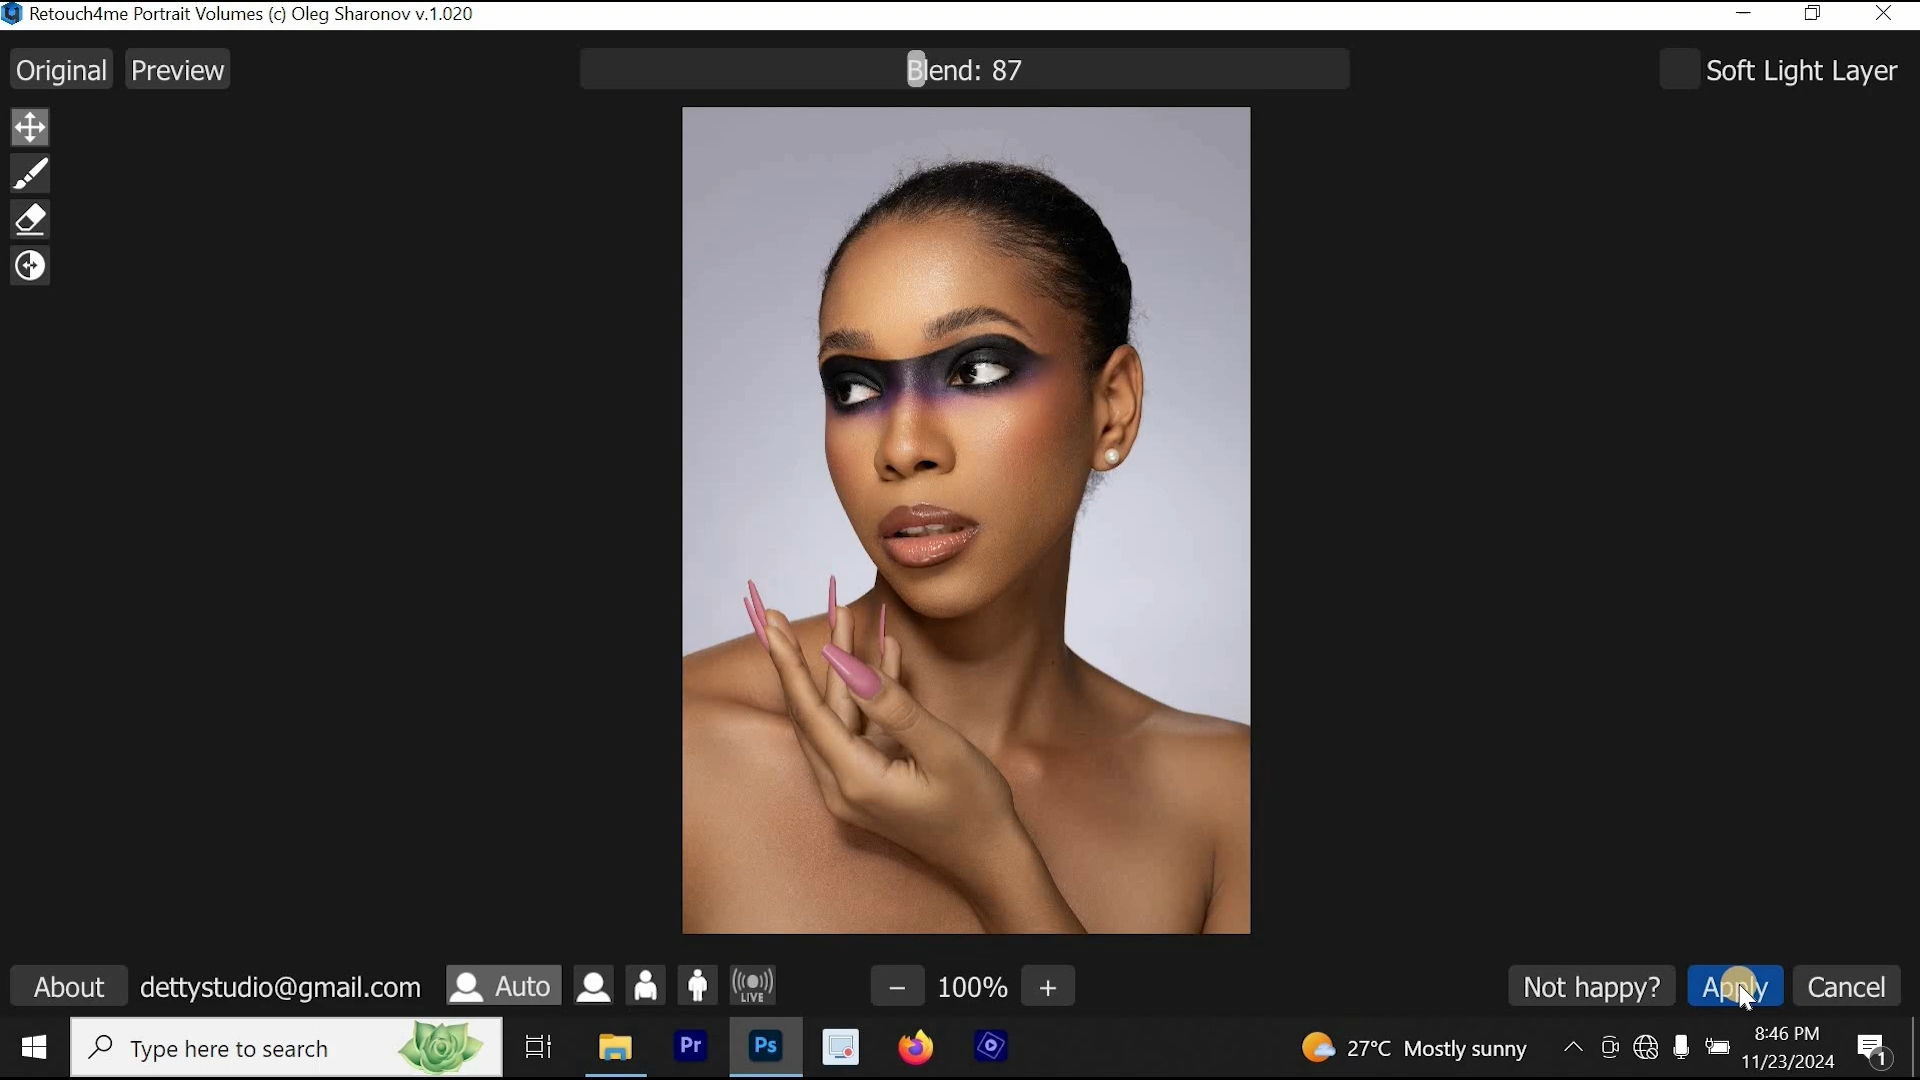 Retouch4me Portrait Volumes (c) Oleg Sharonov v.1.020
Original Preview Blend: 87 Soft Light Layer
About dettystudio@gmail.com Auto LIVE − 100% + Not happy? Apply Cancel
Type here to search Pr Ps 27°C Mostly sunny 8:46 PM
11/23/2024 1